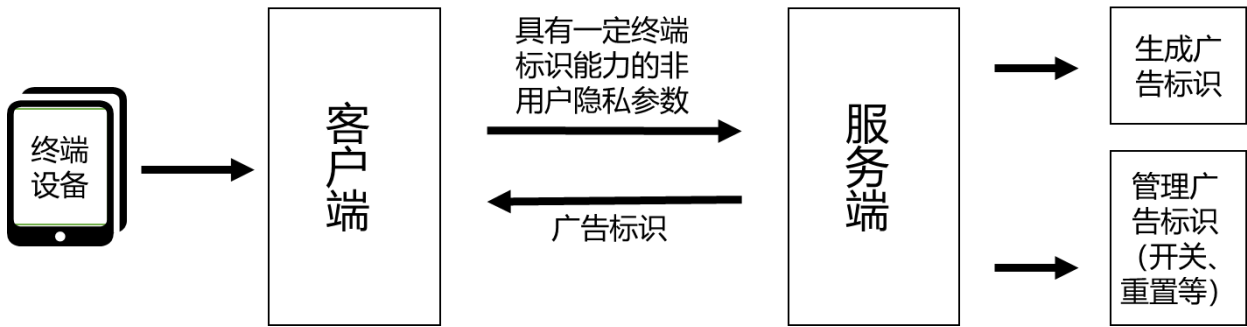 终端
设备
客户端
具有一定终端
标识能力的非
用户隐私参数
广告标识
服务端
生成广
告标识
管理广
告标识
（开关、
重置等）